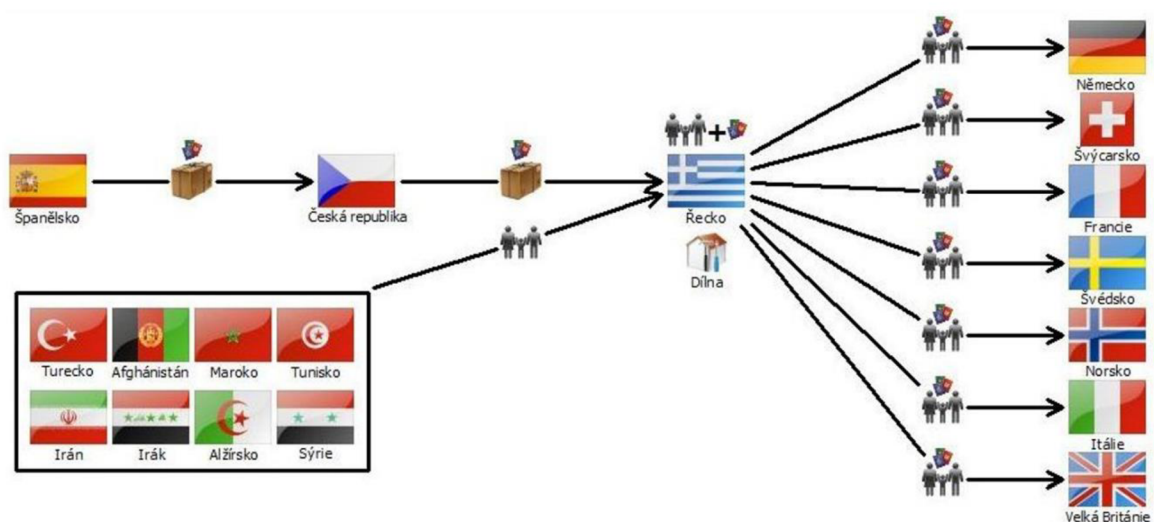 Německo
Švýcarsko
+
Španělsko
Česká republika
Řecko
Francie
Dílna
Švédsko
Turecko Afghánistán Maroko Tunisko
Norsko
Irán Irák Alžírsko Sýrie
Itálie
Velká Británie